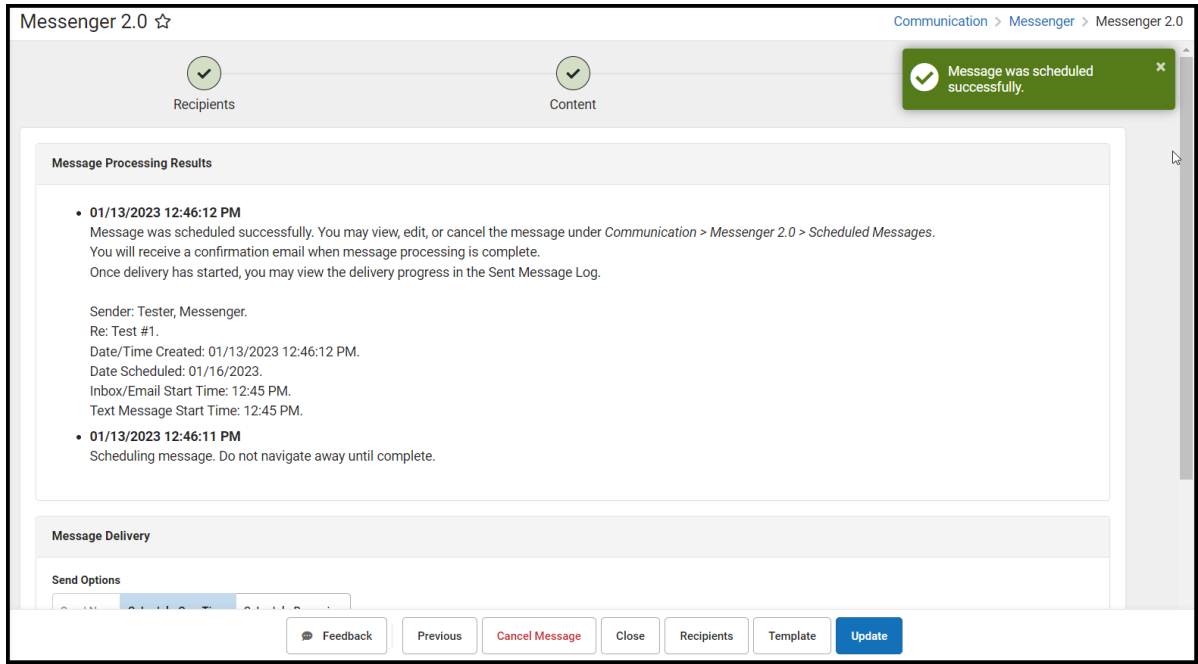 Messenger 2.0
Communication > Messenger > Messenger 2.0
Message was scheduled
successfully.
Recipients
Content
Message Processing Results
01/13/2023 12:46:12 PM
Message was scheduled successfully. You may view, edit, or cancel the message under Communication > Messenger 2.0 > Scheduled Messages.
You will receive a confirmation email when message processing is complete.
Once delivery has started, you may view the delivery progress in the Sent Message Log.
Sender: Tester, Messenger.
Re: Test #1.
Date/Time Created: 01/13/2023 12:46:12 PM.
Date Scheduled: 01/16/2023.
Inbox/Email Start Time: 12:45 PM.
Text Message Start Time: 12:45 PM.
01/13/2023 12:46:11 PM
Scheduling message. Do not navigate away until complete.
Message Delivery
Send Options
Feedback Previous Cancel Message Close Recipients Template Update